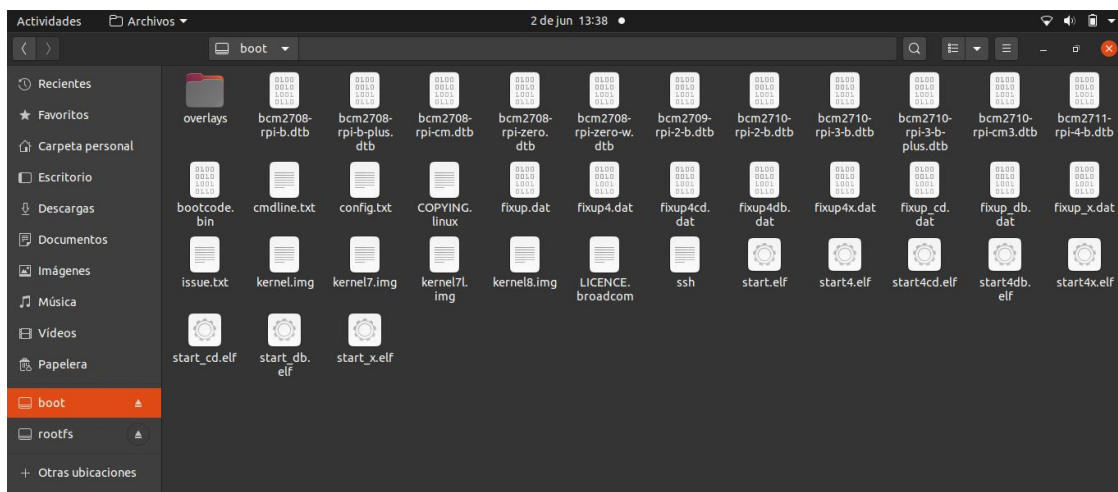 Actividades Archivos 2 de jun 13:38
boot
Recientes
Favoritos
Carpeta personal
Escritorio
Descargas
Documentos
Imágenes
Música
Vídeos
Papelera
boot
rootfs
+ Otras ubicaciones
overlays
bcm2708-
rpi-b.dtb
bcm2708-
rpi-b-plus.
dtb
bcm2708-
rpi-cm.dtb
bcm2708-
rpi-zero.
dtb
bcm2708-
rpi-zero-w.
dtb
bcm2709-
rpi-2-b.dtb
bcm2710-
rpi-2-b.dtb
bcm2710-
rpi-3-b.dtb
bcm2710-
rpi-3-b-
plus.dtb
bcm2710-
rpi-cm3.dtb
bcm2711-
rpi-4-b.dtb
bootcode.
bin
cmdline.txt
config.txt
COPYING.
linux
fixup.dat
fixup4.dat
fixup4cd.
dat
fixup4db.
dat
fixup4x.dat
fixup_cd.
dat
fixup_db.
dat
fixup_x.dat
issue.txt
kernel.img
kernel7.img
kernel7l.
img
kernel8.img
LICENCE.
broadcom
ssh
start.elf
start4.elf
start4cd.elf
start4db.
elf
start4x.elf
start_cd.elf
start_db.
elf
start_x.elf